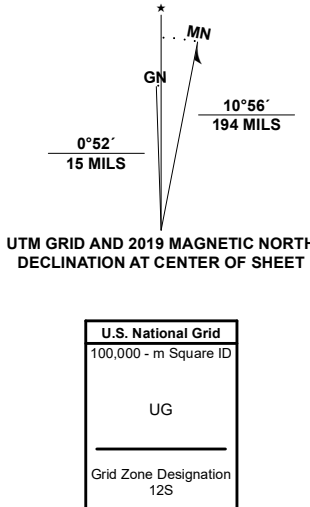 ★
MN
GN
0°52´
15 MILS
10°56´
194 MILS
UTM GRID AND 2019 MAGNETIC NORTH
DECLINATION AT CENTER OF SHEET
U.S. National Grid
100,000 - m Square ID
UG
Grid Zone Designation
12S